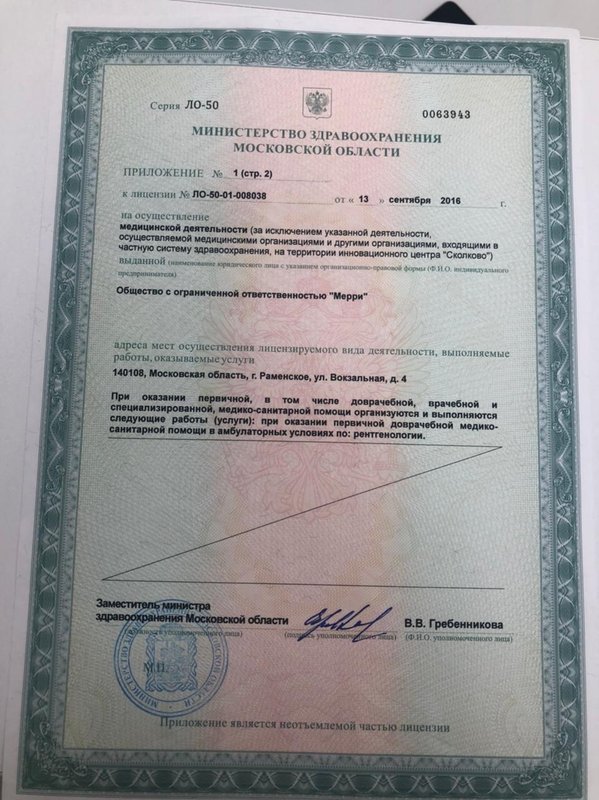 Серия ЛО-50
0063943
МИНИСТЕРСТВО ЗДРАВООХРАНЕНИЯ
МОСКОВСКОЙ ОБЛАСТИ
ПРИЛОЖЕНИЕ № 1 (стр. 2)
к лицензии № ЛО-50-01-008038 от « 13 » сентября 2016 г.
на осуществление
медицинской деятельности (за исключением указанной деятельности,
осуществляемой медицинскими организациями и другими организациями, входящими в
частную систему здравоохранения, на территории инновационного центра "Сколково")
выданной (наименование юридического лица с указанием организационно-правовой формы (Ф.И.О. индивидуального
предпринимателя)
Общество с ограниченной ответственностью "Мерри"
адреса мест осуществления лицензируемого вида деятельности, выполняемые
работы, оказываемые услуги
140108, Московская область, г. Раменское, ул. Вокзальная, д. 4
При оказании первичной, в том числе доврачебной, врачебной и
специализированной, медико-санитарной помощи организуются и выполняются
следующие работы (услуги): при оказании первичной доврачебной медико-
санитарной помощи в амбулаторных условиях по: рентгенологии.
Заместитель министра
здравоохранения Московской области
В.В. Гребенникова
(должность уполномоченного лица) (подпись уполномоченного лица) (Ф.И.О. уполномоченного лица)
М.П.
Приложение является неотъемлемой частью лицензии